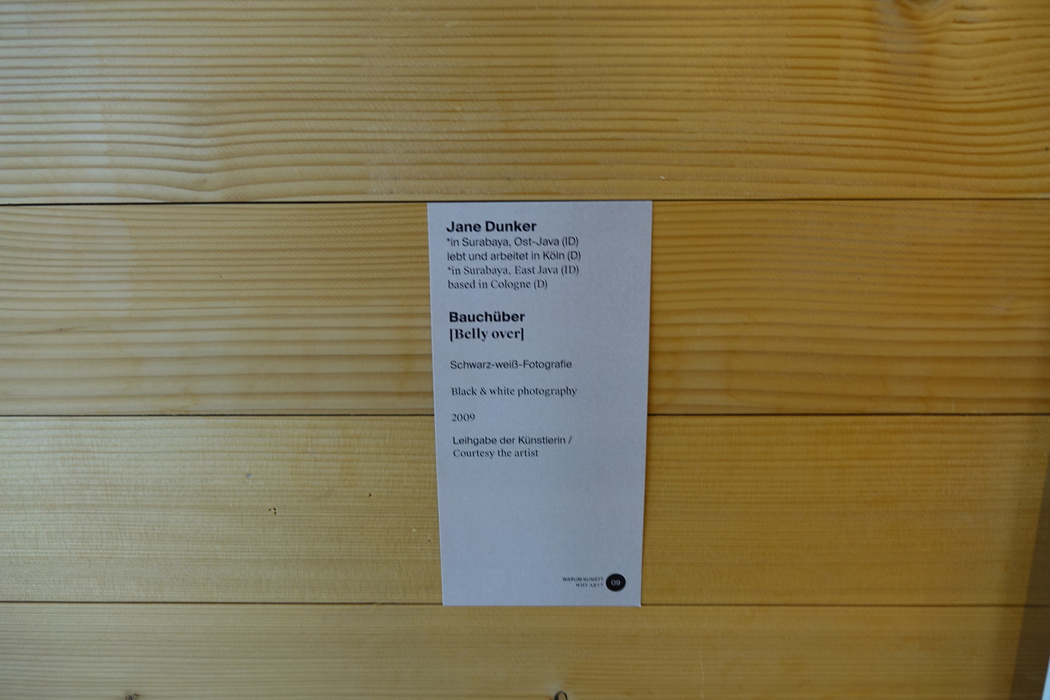 Jane Dunker
*in Surabaya, Ost-Java (ID)
lebt und arbeitet in Köln (D)
*in Surabaya, East Java (ID)
based in Cologne (D)
Bauchüber
[Belly over]
Schwarz-weiß-Fotografie
Black & white photography
2009
Leihgabe der Künstlerin /
Courtesy the artist
WARUM KUNST?
WHY ART?
09